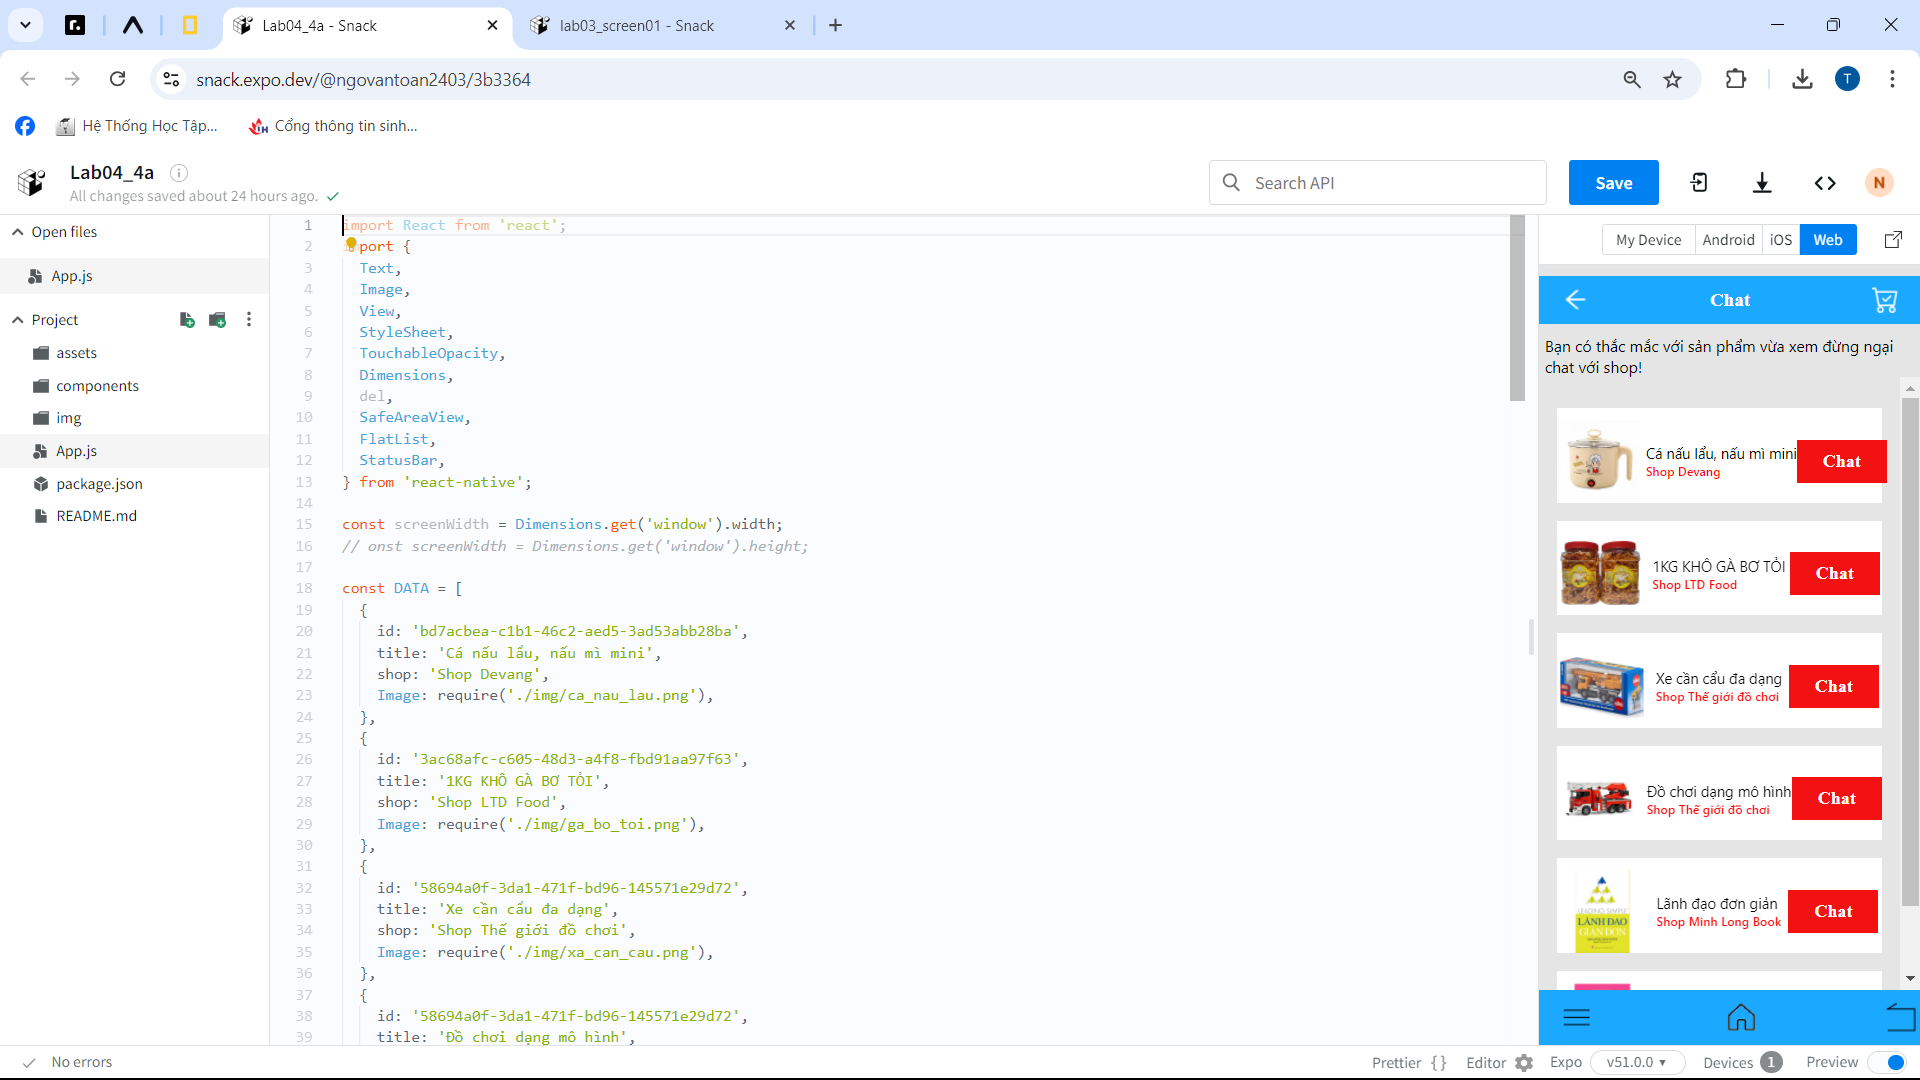 Lab04_4a - Snack
lab03_screen01 - Snack
snack.expo.dev/@ngovantoan2403/3b3364
T
Hệ Thống Học Tập...
Cổng thông tin sinh...
Lab04_4a
All changes saved about 24 hours ago.
Search API
Save
N
Open files
App.js
Project
assets
components
img
App.js
package.json
README.md
1 import React from 'react';
2 port {
3 Text,
4 Image,
5 View,
6 StyleSheet,
7 TouchableOpacity,
8 Dimensions,
9 del,
10 SafeAreaView,
11 FlatList,
12 StatusBar,
13 } from 'react-native';
14
15 const screenWidth = Dimensions.get('window').width;
16 // onst screenWidth = Dimensions.get('window').height;
17
18 const DATA = [
19 {
20 id: 'bd7acbea-c1b1-46c2-aed5-3ad53abb28ba',
21 title: 'Cá nấu lẩu, nấu mì mini',
22 shop: 'Shop Devang',
23 Image: require('./img/ca_nau_lau.png'),
24 },
25 {
26 id: '3ac68afc-c605-48d3-a4f8-fbd91aa97f63',
27 title: '1KG KHÔ GÀ BƠ TỎI',
28 shop: 'Shop LTD Food',
29 Image: require('./img/ga_bo_toi.png'),
30 },
31 {
32 id: '58694a0f-3da1-471f-bd96-145571e29d72',
33 title: 'Xe cần cẩu đa dạng',
34 shop: 'Shop Thế giới đồ chơi',
35 Image: require('./img/xa_can_cau.png'),
36 },
37 {
38 id: '58694a0f-3da1-471f-bd96-145571e29d72',
39 title: 'Đồ chơi dạng mô hình',
My Device
Android
iOS
Web
Chat
Bạn có thắc mắc với sản phẩm vừa xem đừng ngại
chat với shop!
Cá nấu lẩu, nấu mì mini
Shop Devang
Chat
1KG KHÔ GÀ BƠ TỎI
Shop LTD Food
Chat
Xe cần cẩu đa dạng
Shop Thế giới đồ chơi
Chat
Đồ chơi dạng mô hình
Shop Thế giới đồ chơi
Chat
LÃNH ĐẠO
GIẢN ĐƠN
Lãnh đạo đơn giản
Shop Minh Long Book
Chat
No errors
Prettier { }
Editor
Expo
v51.0.0
Devices 1
Preview